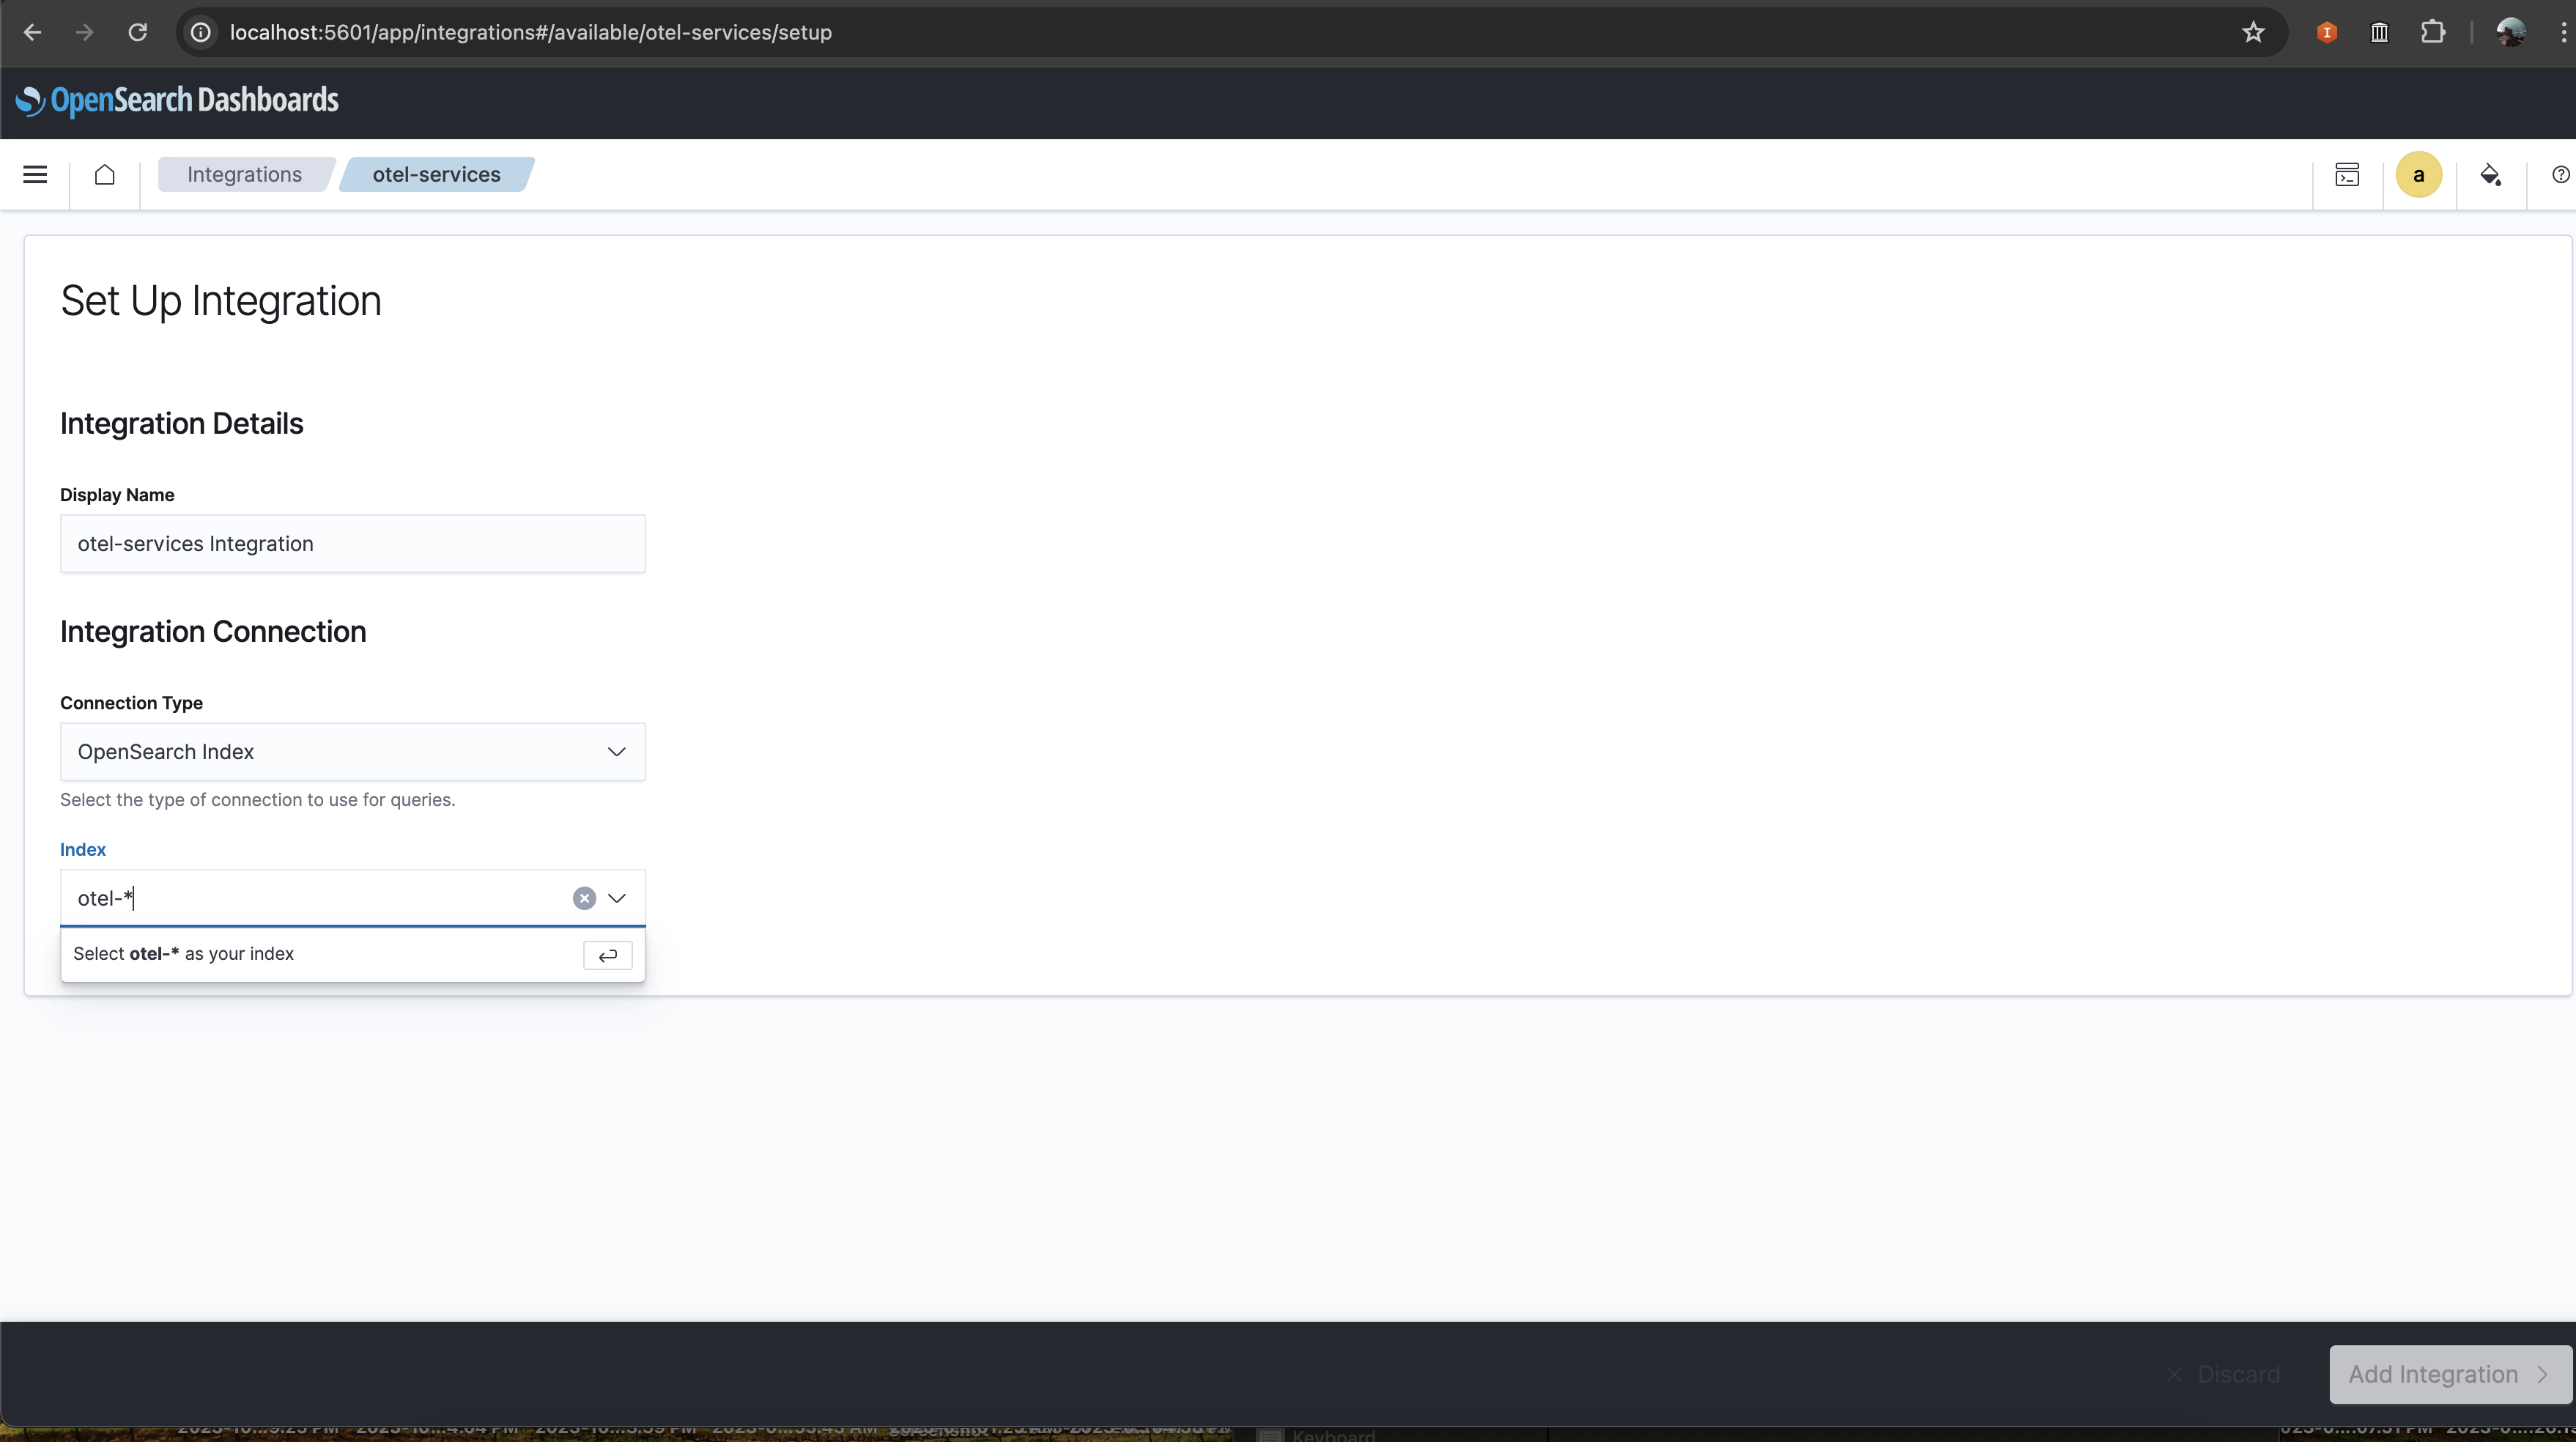 localhost:5601/app/integrations#/available/otel-services/setup
OpenSearch Dashboards
Integrations
otel-services
a
Set Up Integration
Integration Details
Display Name
otel-services Integration
Integration Connection
Connection Type
OpenSearch Index
Select the type of connection to use for queries.
Index
otel-*
Select otel-* as your index
Discard
Add Integration
Keyboard